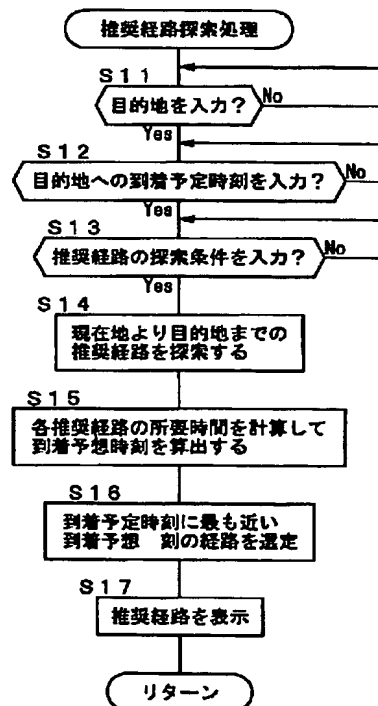 推奨経路探索処理
S11
目的地を入力?
No
Yes
S12
目的地への到着予定時刻を入力?
No
Yes
S13
推奨経路の探索条件を入力?
No
Yes
S14
現在地より目的地までの
推奨経路を探索する
S15
各推奨経路の所要時間を計算して
到着予想時刻を算出する
S16
到着予定時刻に最も近い
到着予想 刻の経路を選定
S17
推奨経路を表示
リターン